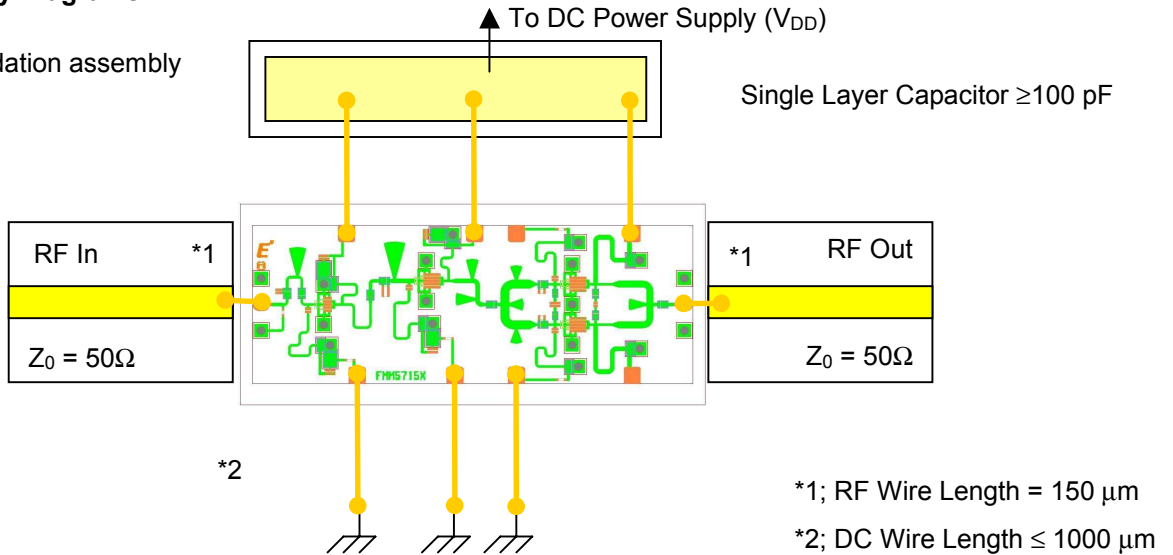 To DC Power Supply (VDD)
dation assembly
Single Layer Capacitor ≥100 pF
RF In
*1
*1
RF Out
Z0 = 50Ω
Z0 = 50Ω
FMM5715X
*2
*1; RF Wire Length = 150 μm
*2; DC Wire Length ≤ 1000 μm